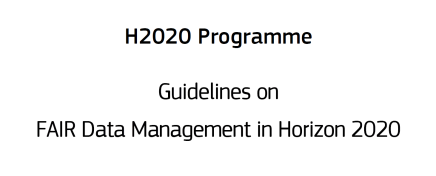 H2020 Programme
Guidelines on
FAIR Data Management in Horizon 2020